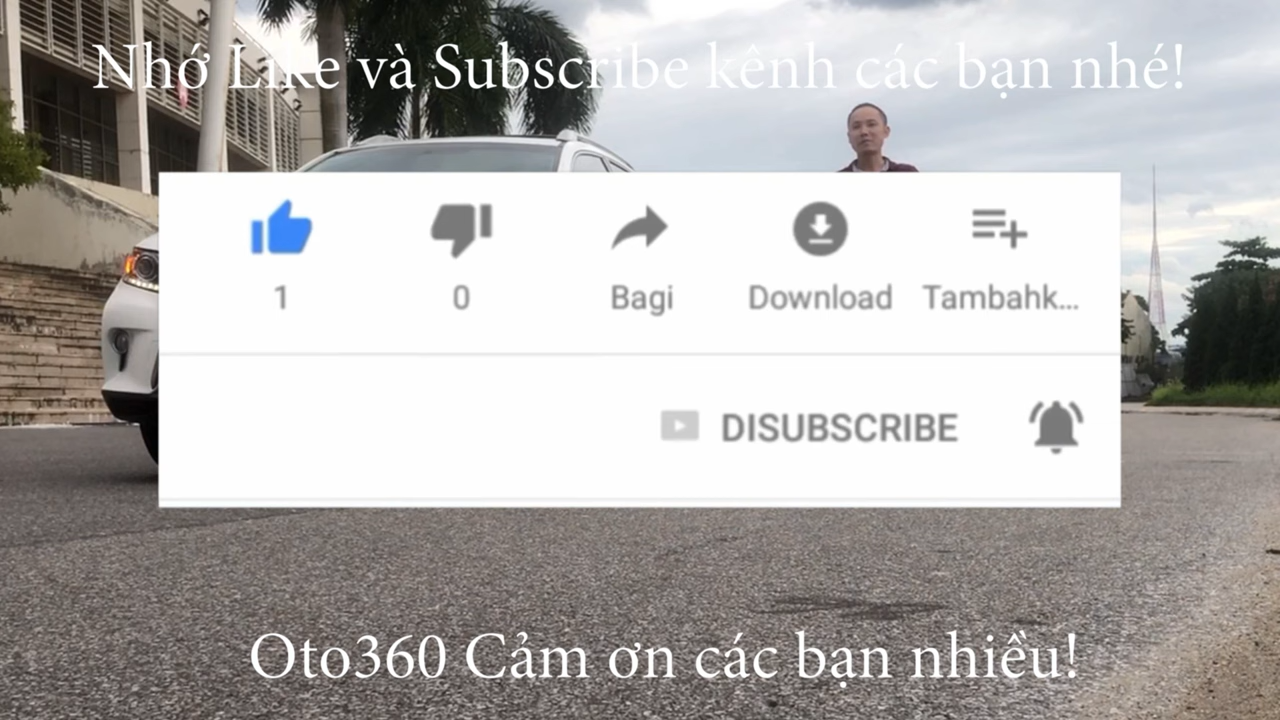 Nhớ Like và Subscribe kênh các bạn nhé!
1
0
Bagi
Download
Tambahk...
DISUBSCRIBE
Oto360 Cảm ơn các bạn nhiều!